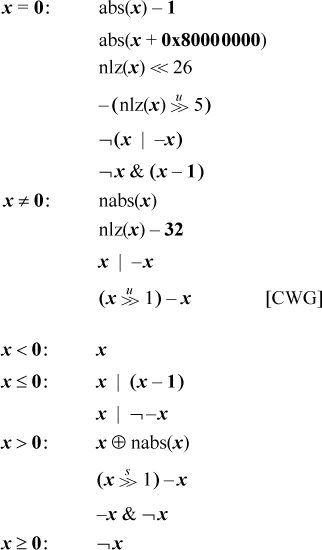 x = 0: abs(x) – 1
abs(x + 0x80000000)
nlz(x) ≪ 26
–(nlz(x) ≫ᵘ 5)
¬(x | –x)
¬x & (x – 1)
x ≠ 0: nabs(x)
nlz(x) – 32
x | –x
(x ≫ᵘ 1) – x [CWG]
x < 0: x
x ≤ 0: x | (x – 1)
x | ¬–x
x > 0: x ⊕ nabs(x)
(x ≫ˢ 1) – x
–x & ¬x
x ≥ 0: ¬x